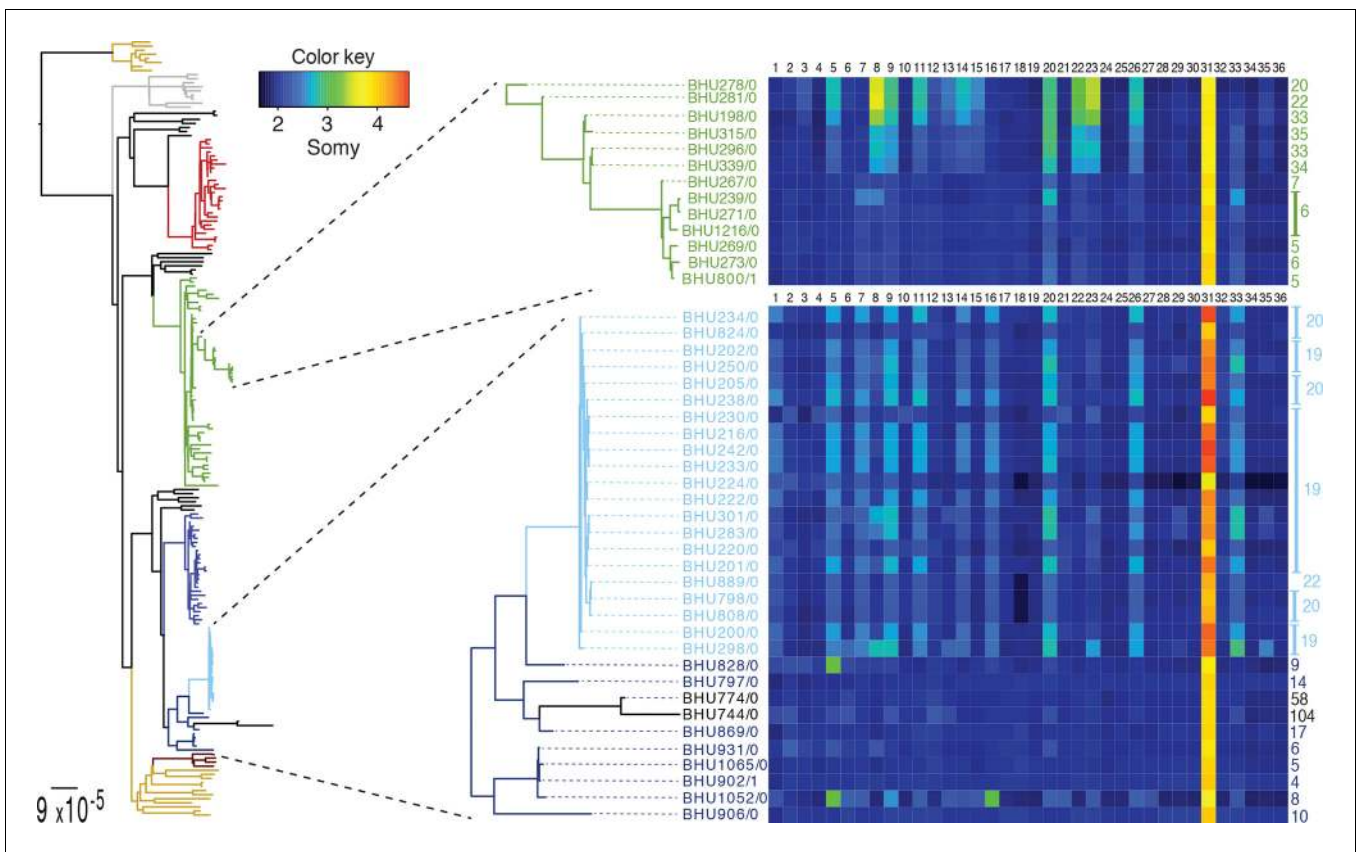 Color key
2 3 4
Somy
9 x10-5
1 2 3 4 5 6 7 8 9 10 11 12 13 14 15 16 17 18 19 20 21 22 23 24 25 26 27 28 29 30 31 32 33 34 35 36
BHU278/0 20
BHU281/0 22
BHU198/0 33
BHU315/0 35
BHU296/0 33
BHU339/0 34
BHU267/0 7
BHU239/0
BHU271/0 6
BHU1216/0
BHU269/0 5
BHU273/0 6
BHU800/1 5
1 2 3 4 5 6 7 8 9 10 11 12 13 14 15 16 17 18 19 20 21 22 23 24 25 26 27 28 29 30 31 32 33 34 35 36
BHU234/0 20
BHU824/0
BHU202/0 19
BHU250/0
BHU205/0 20
BHU238/0
BHU230/0
BHU216/0
BHU242/0
BHU233/0
BHU224/0 19
BHU222/0
BHU301/0
BHU283/0
BHU220/0
BHU201/0
BHU889/0 22
BHU798/0 20
BHU808/0
BHU200/0 19
BHU298/0
BHU828/0 9
BHU797/0 14
BHU774/0 58
BHU744/0 104
BHU869/0 17
BHU931/0 6
BHU1065/0 5
BHU902/1 4
BHU1052/0 8
BHU906/0 10